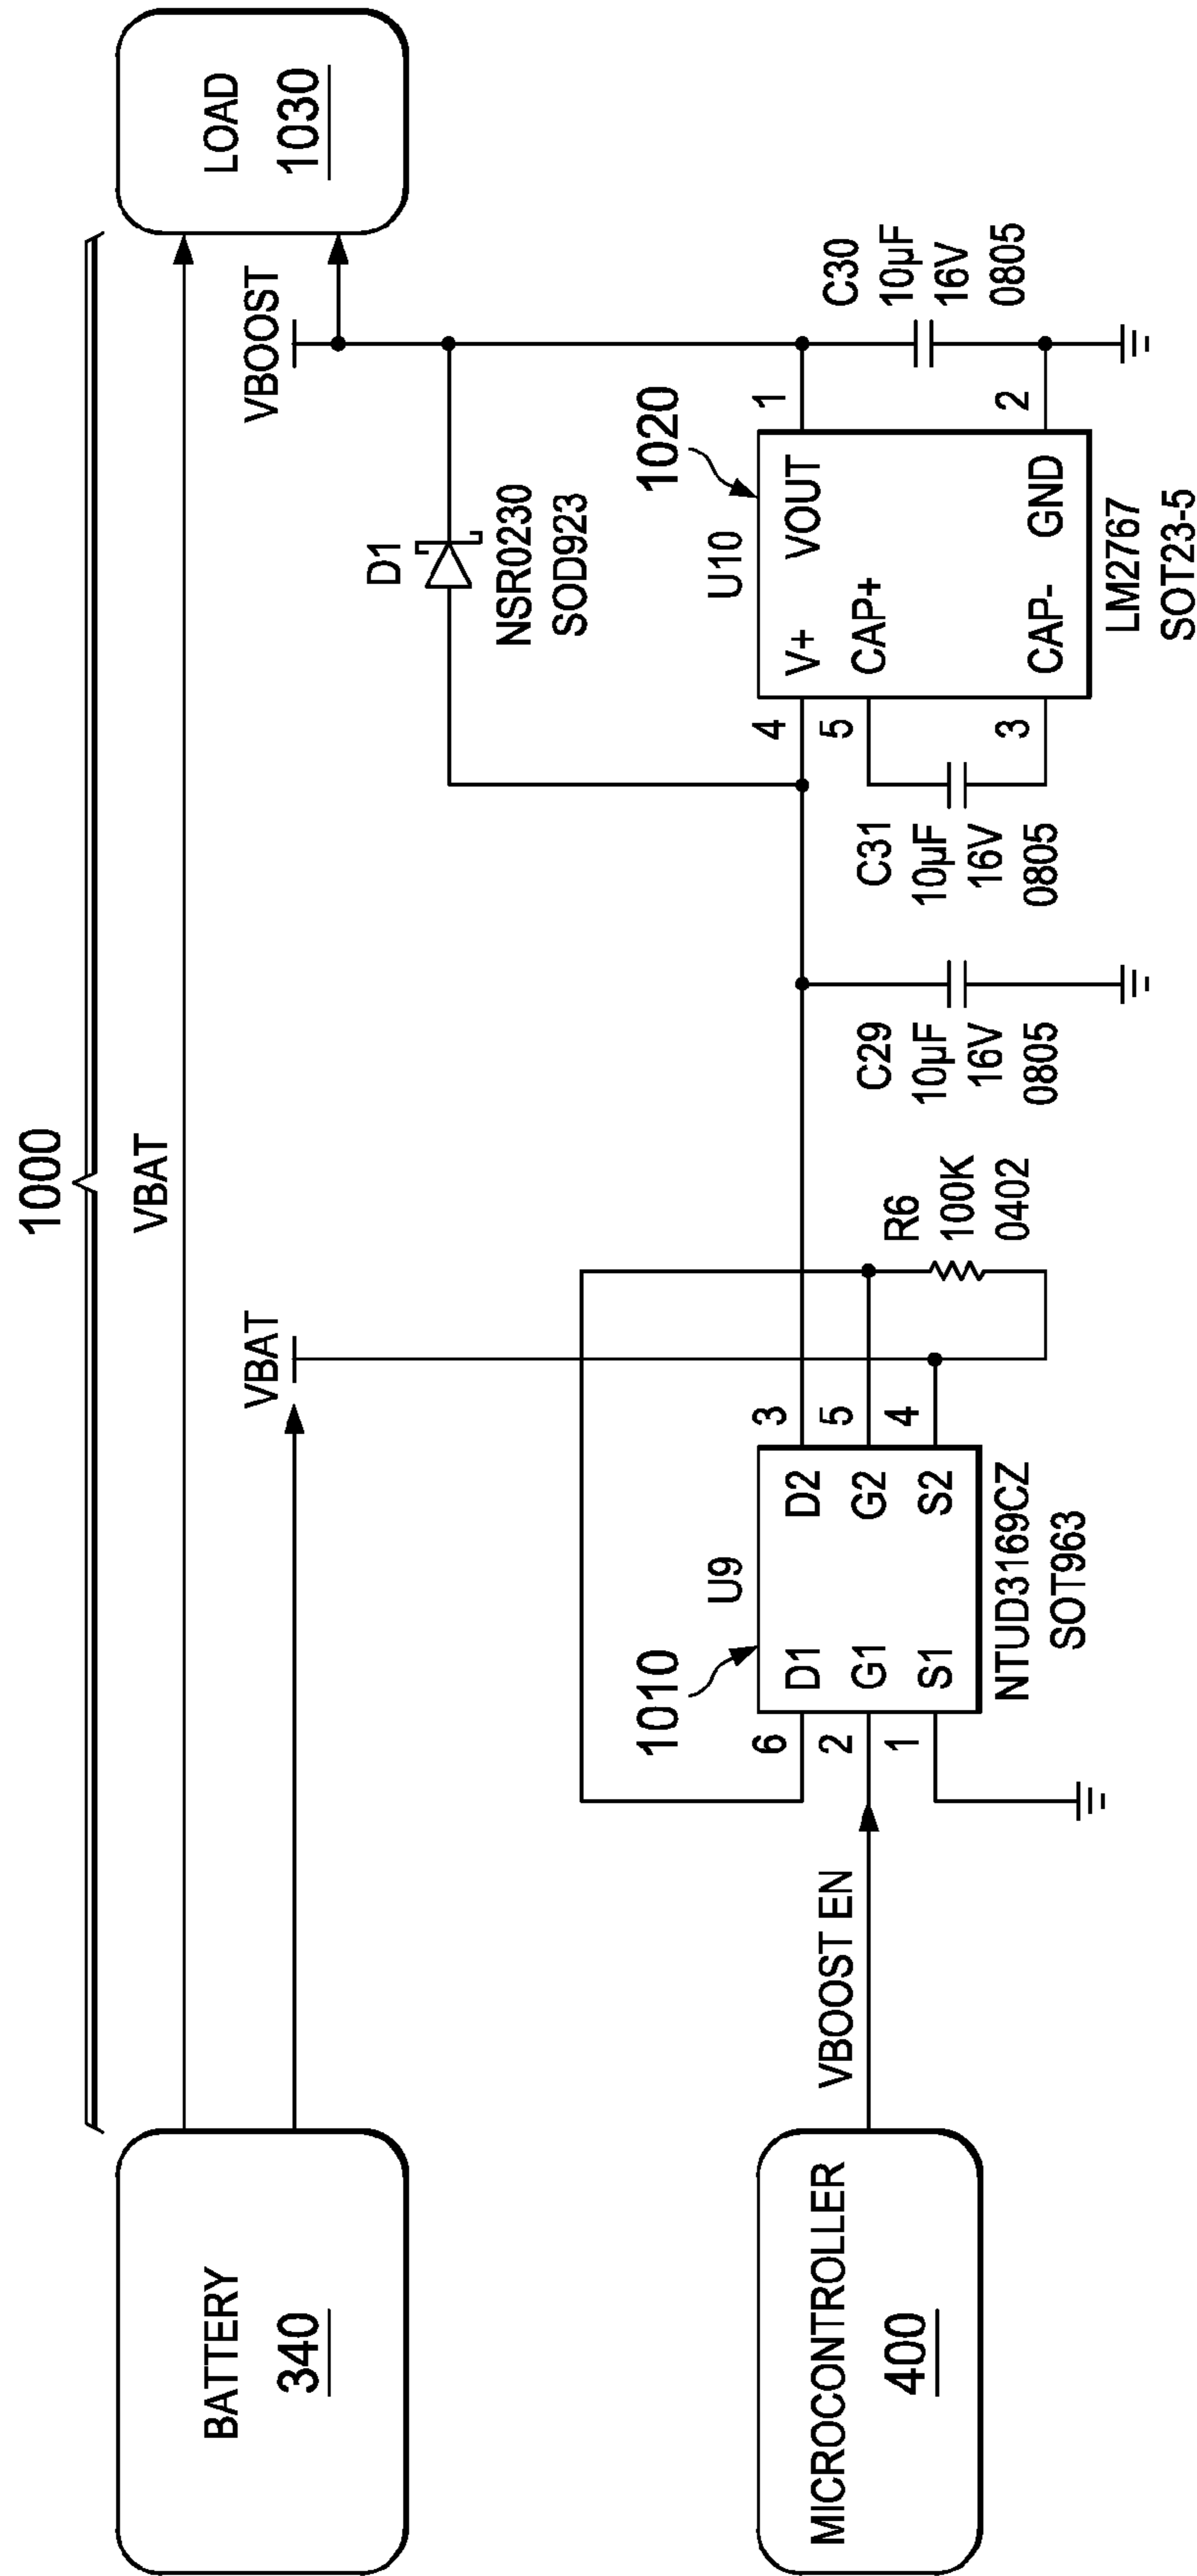 1000
BATTERY
340
VBAT
VBAT
LOAD
1030
VBOOST
D1
NSR0230
SOD923
MICROCONTROLLER
400
VBOOST EN
1010
U9
6
D1
2
G1
1
S1
D2
3
G2
5
S2
4
NTUD3169CZ
SOT963
R6
100K
0402
C29
10µF
16V
0805
C31
10µF
16V
0805
1020
U10
4
V+
5
CAP+
3
CAP-
VOUT
1
GND
2
LM2767
SOT23-5
C30
10µF
16V
0805